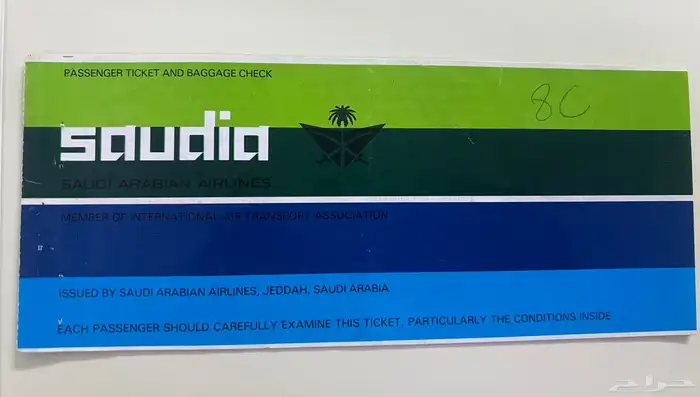 PASSENGER TICKET AND BAGGAGE CHECK
8C
saudia
SAUDI ARABIAN AIRLINES
MEMBER OF INTERNATIONAL AIR TRANSPORT ASSOCIATION
ISSUED BY SAUDI ARABIAN AIRLINES, JEDDAH, SAUDI ARABIA
EACH PASSENGER SHOULD CAREFULLY EXAMINE THIS TICKET, PARTICULARLY THE CONDITIONS INSIDE
حراج